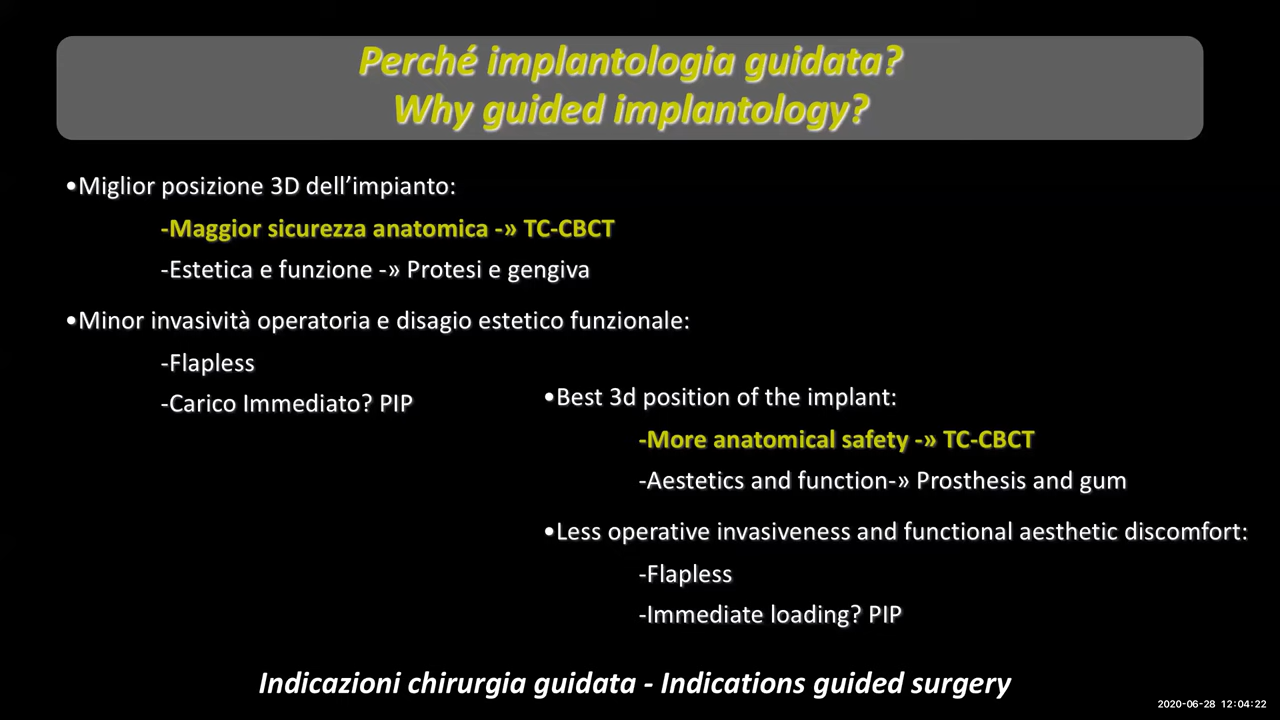 Perché implantologia guidata?
Why guided implantology?
•Miglior posizione 3D dell’impianto:
-Maggior sicurezza anatomica -» TC-CBCT
-Estetica e funzione -» Protesi e gengiva
•Minor invasività operatoria e disagio estetico funzionale:
-Flapless
-Carico Immediato? PIP
•Best 3d position of the implant:
-More anatomical safety -» TC-CBCT
-Aestetics and function-» Prosthesis and gum
•Less operative invasiveness and functional aesthetic discomfort:
-Flapless
-Immediate loading? PIP
Indicazioni chirurgia guidata - Indications guided surgery
2020-06-28 12:04:22